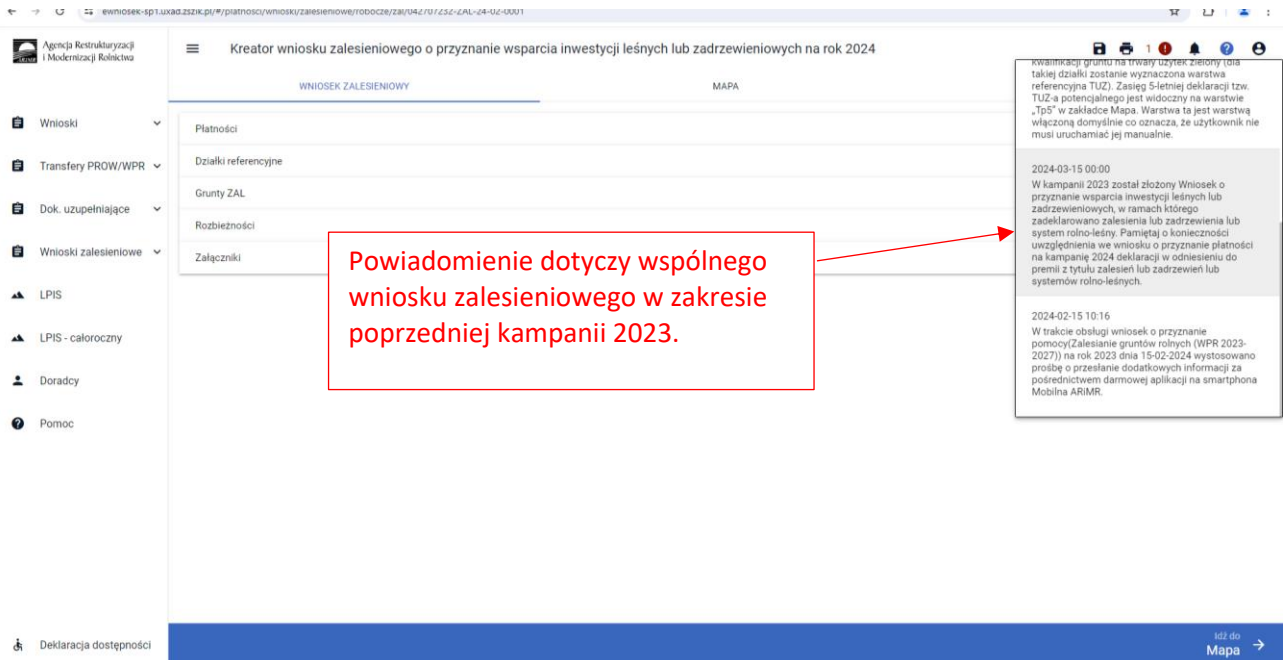 ewniosek-sp1.uxad.zszik.pl/#/platnosci/wnioski/zalesieniowe/robocze/zal/042707232-ZAL-24-02-0001
Agencja Restrukturyzacji
i Modernizacji Rolnictwa
Kreator wniosku zalesieniowego o przyznanie wsparcia inwestycji leśnych lub zadrzewieniowych na rok 2024
1
WNIOSEK ZALESIENIOWY
MAPA
Wnioski
Transfery PROW/WPR
Dok. uzupełniające
Wnioski zalesieniowe
LPIS
LPIS - całoroczny
Doradcy
Pomoc
Deklaracja dostępności
Płatności
Działki referencyjne
Grunty ZAL
Rozbieżności
Załączniki
Powiadomienie dotyczy wspólnego
wniosku zalesieniowego w zakresie
poprzedniej kampanii 2023.
kwalifikacji gruntu na trwały użytek zielony (dla
takiej działki zostanie wyznaczona warstwa
referencyjna TUZ). Zasięg 5-letniej deklaracji tzw.
TUZ-a potencjalnego jest widoczny na warstwie
„Tp5” w zakładce Mapa. Warstwa ta jest warstwą
włączoną domyślnie co oznacza, że użytkownik nie
musi uruchamiać jej manualnie.
2024-03-15 00:00
W kampanii 2023 został złożony Wniosek o
przyznanie wsparcia inwestycji leśnych lub
zadrzewieniowych, w ramach którego
zadeklarowano zalesienia lub zadrzewienia lub
system rolno-leśny. Pamiętaj o konieczności
uwzględnienia we wniosku o przyznanie płatności
na kampanię 2024 deklaracji w odniesieniu do
premii z tytułu zalesień lub zadrzewień lub
systemów rolno-leśnych.
2024-02-15 10:16
W trakcie obsługi wniosek o przyznanie
pomocy(Zalesianie gruntów rolnych (WPR 2023-
2027)) na rok 2023 dnia 15-02-2024 wystosowano
prośbę o przesłanie dodatkowych informacji za
pośrednictwem darmowej aplikacji na smartphona
Mobilna ARiMR.
Idź do
Mapa